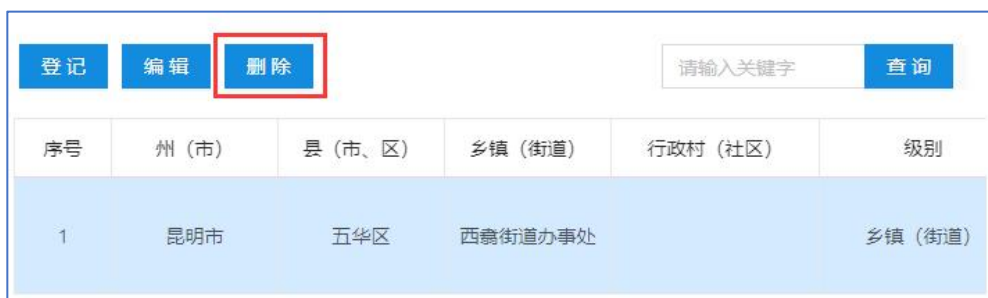 登记 编辑 删除 请输入关键字 查询
序号 州（市） 县（市、区） 乡镇（街道） 行政村（社区） 级别
1 昆明市 五华区 西翥街道办事处 乡镇（街道）